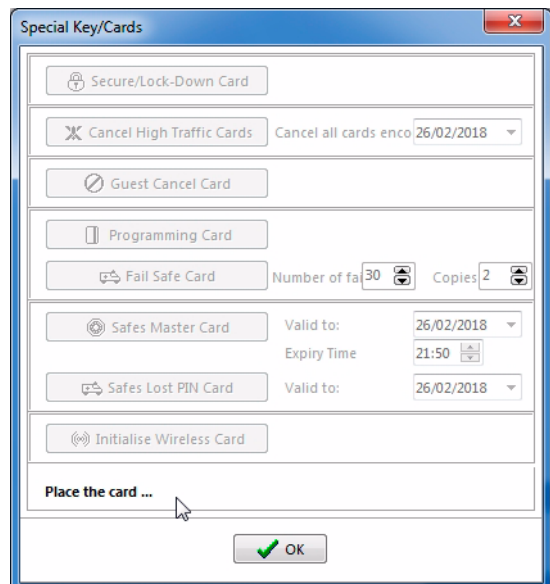 Special Key/Cards
Secure/Lock-Down Card
Cancel High Traffic Cards Cancel all cards enco 26/02/2018
Guest Cancel Card
Programming Card
Fail Safe Card Number of fai 30 Copies 2
Safes Master Card Valid to: 26/02/2018
Expiry Time 21:50
Safes Lost PIN Card Valid to: 26/02/2018
Initialise Wireless Card
Place the card ...
OK